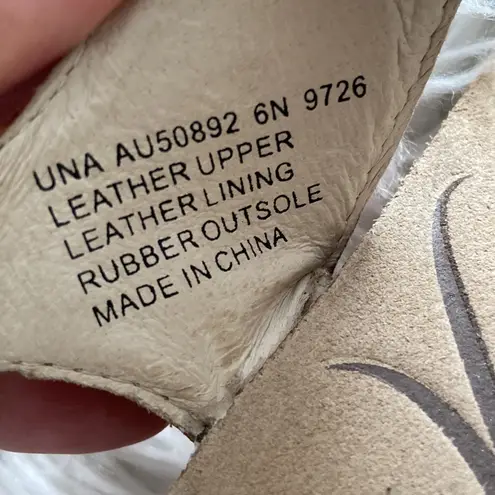 UNA AU50892 6N 9726
LEATHER UPPER
LEATHER LINING
RUBBER OUTSOLE
MADE IN CHINA